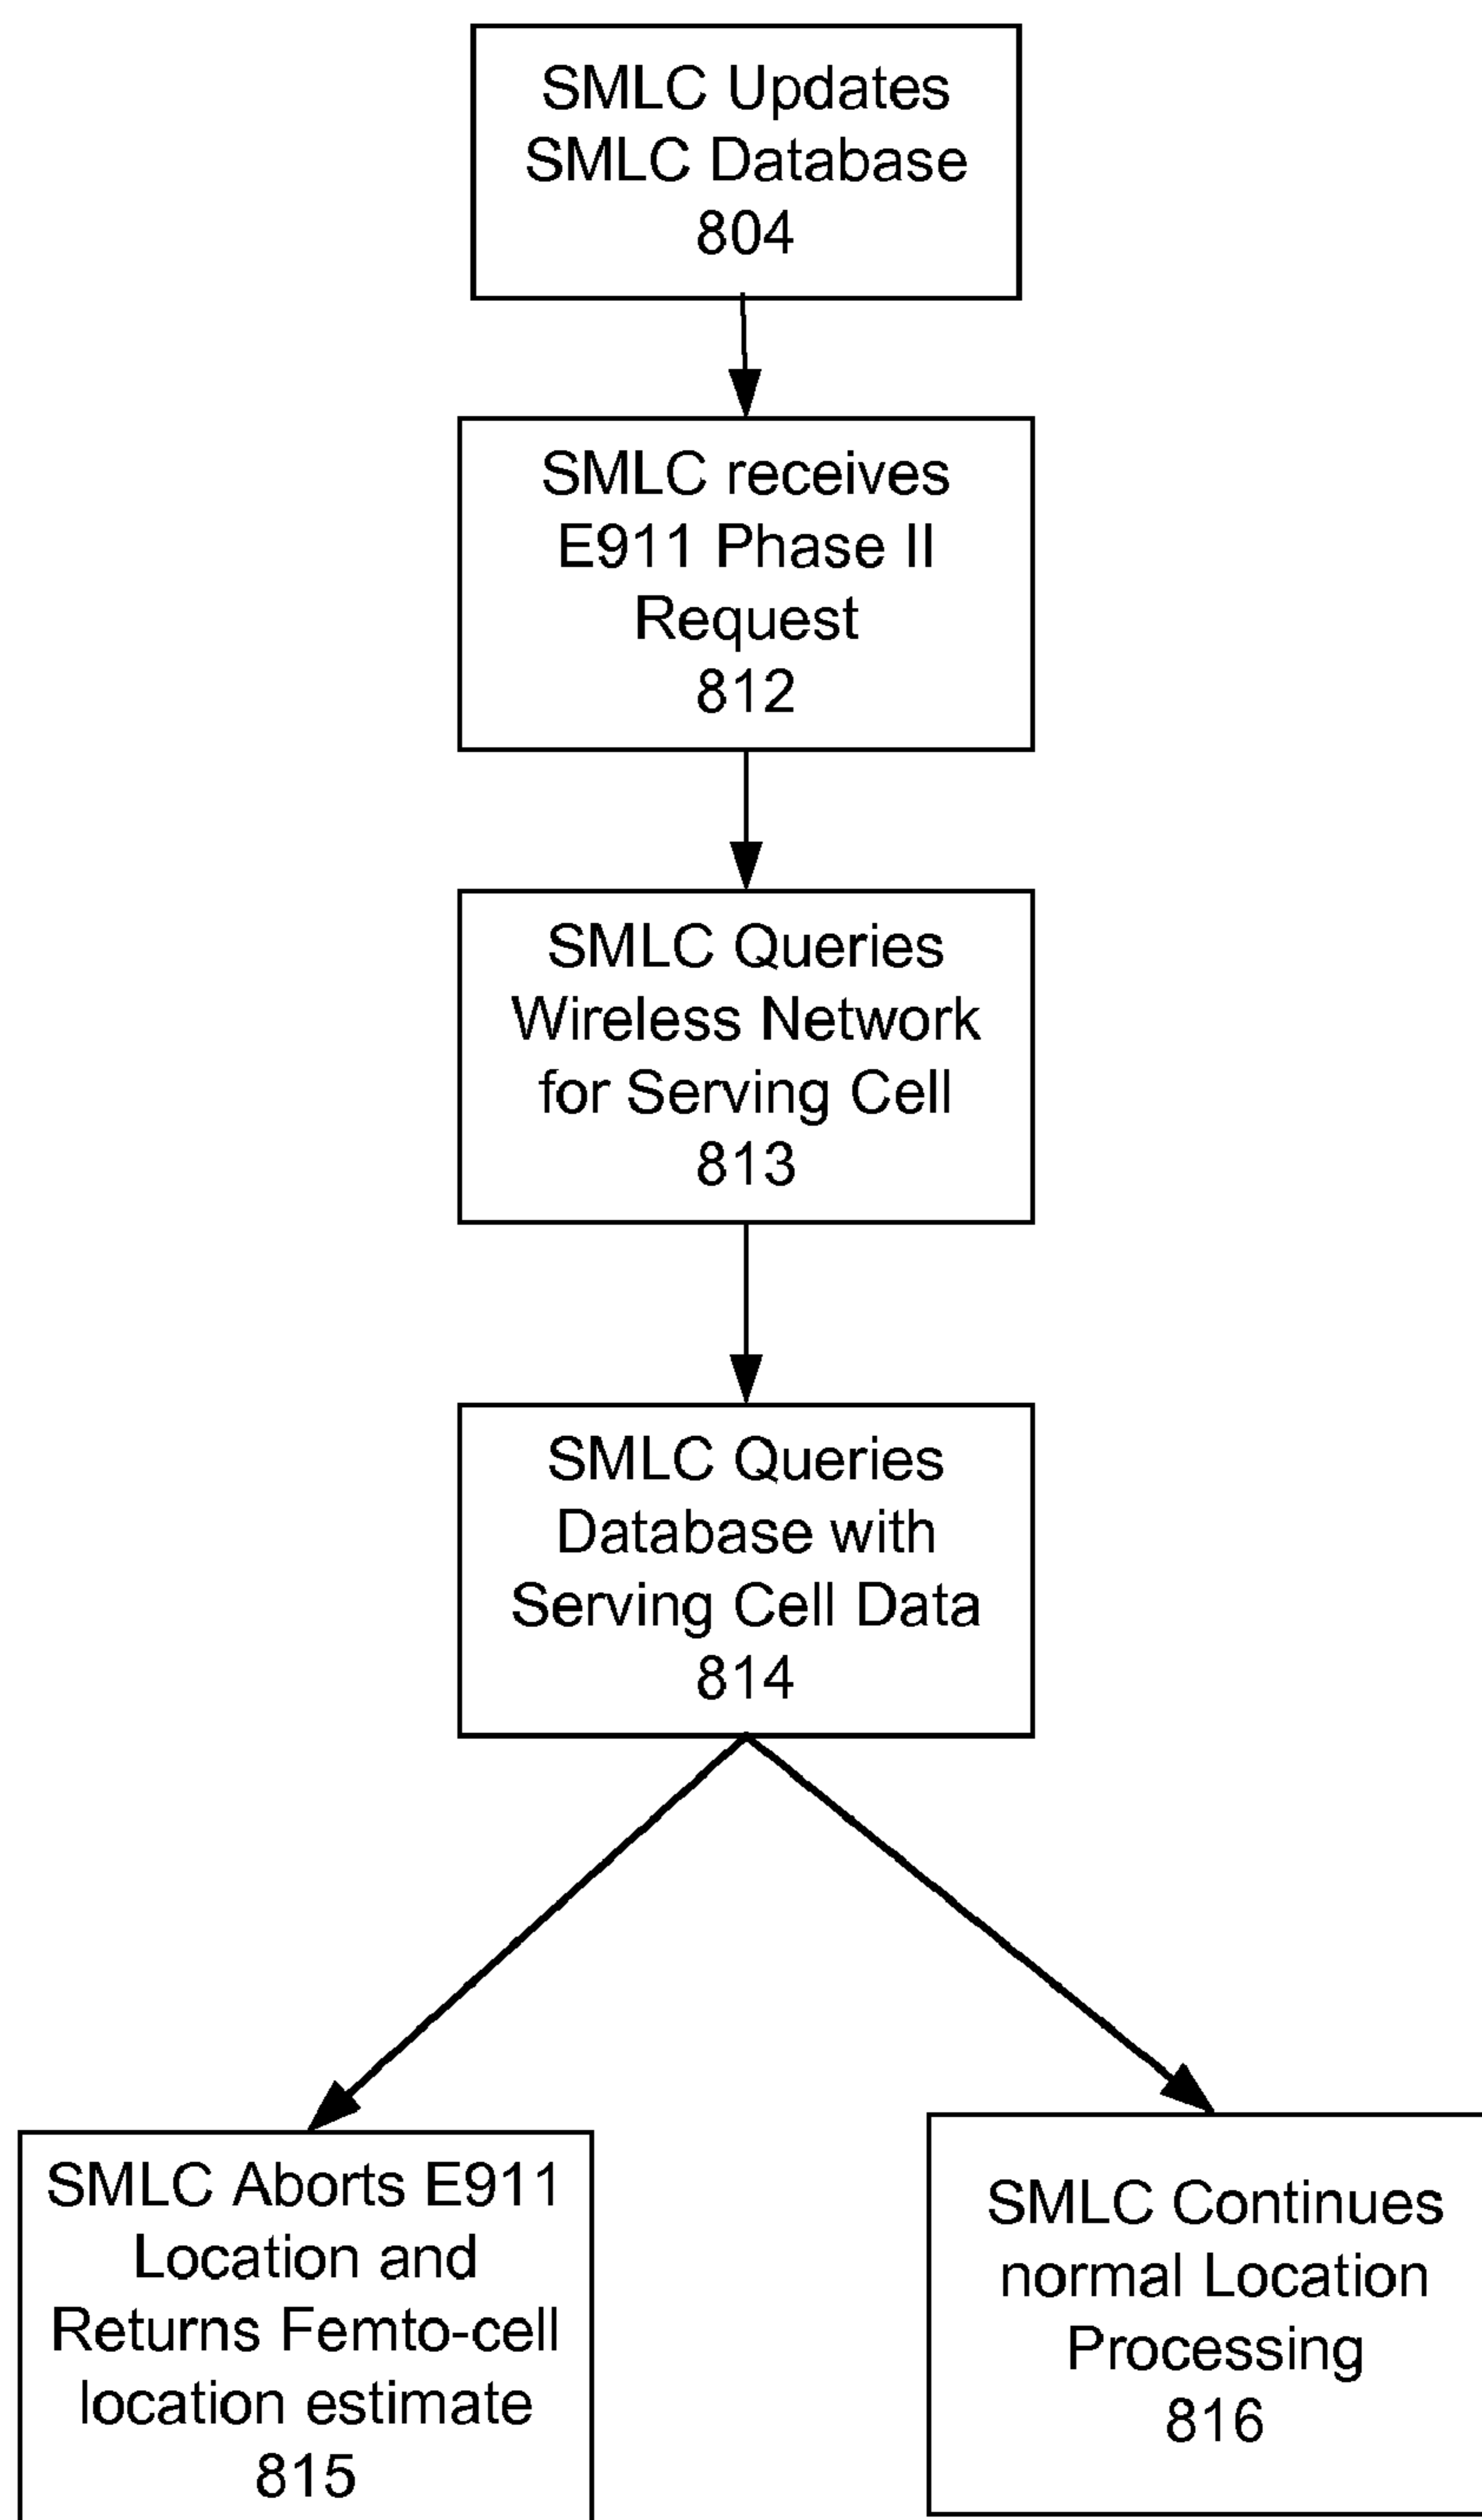 SMLC Updates
SMLC Database
804
SMLC receives
E911 Phase II
Request
812
SMLC Queries
Wireless Network
for Serving Cell
813
SMLC Queries
Database with
Serving Cell Data
814
SMLC Aborts E911
Location and
Returns Femto-cell
location estimate
815
SMLC Continues
normal Location
Processing
816